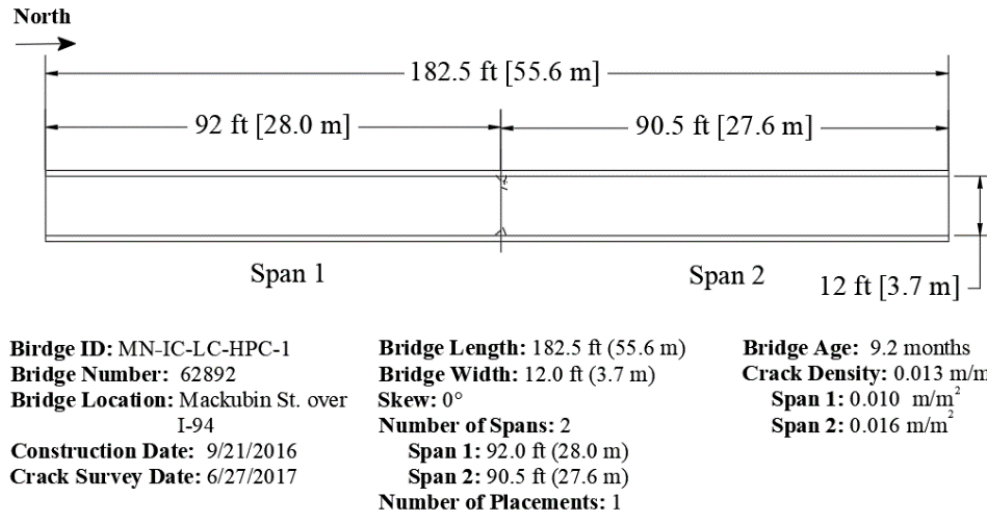 North
182.5 ft [55.6 m]
92 ft [28.0 m]
90.5 ft [27.6 m]
Span 1
Span 2
12 ft [3.7 m]
Birdge ID: MN-IC-LC-HPC-1
Bridge Number: 62892
Bridge Location: Mackubin St. over
I-94
Construction Date: 9/21/2016
Crack Survey Date: 6/27/2017
Bridge Length: 182.5 ft (55.6 m)
Bridge Width: 12.0 ft (3.7 m)
Skew: 0°
Number of Spans: 2
Span 1: 92.0 ft (28.0 m)
Span 2: 90.5 ft (27.6 m)
Number of Placements: 1
Bridge Age: 9.2 months
Crack Density: 0.013 m/m
Span 1: 0.010 m/m²
Span 2: 0.016 m/m²